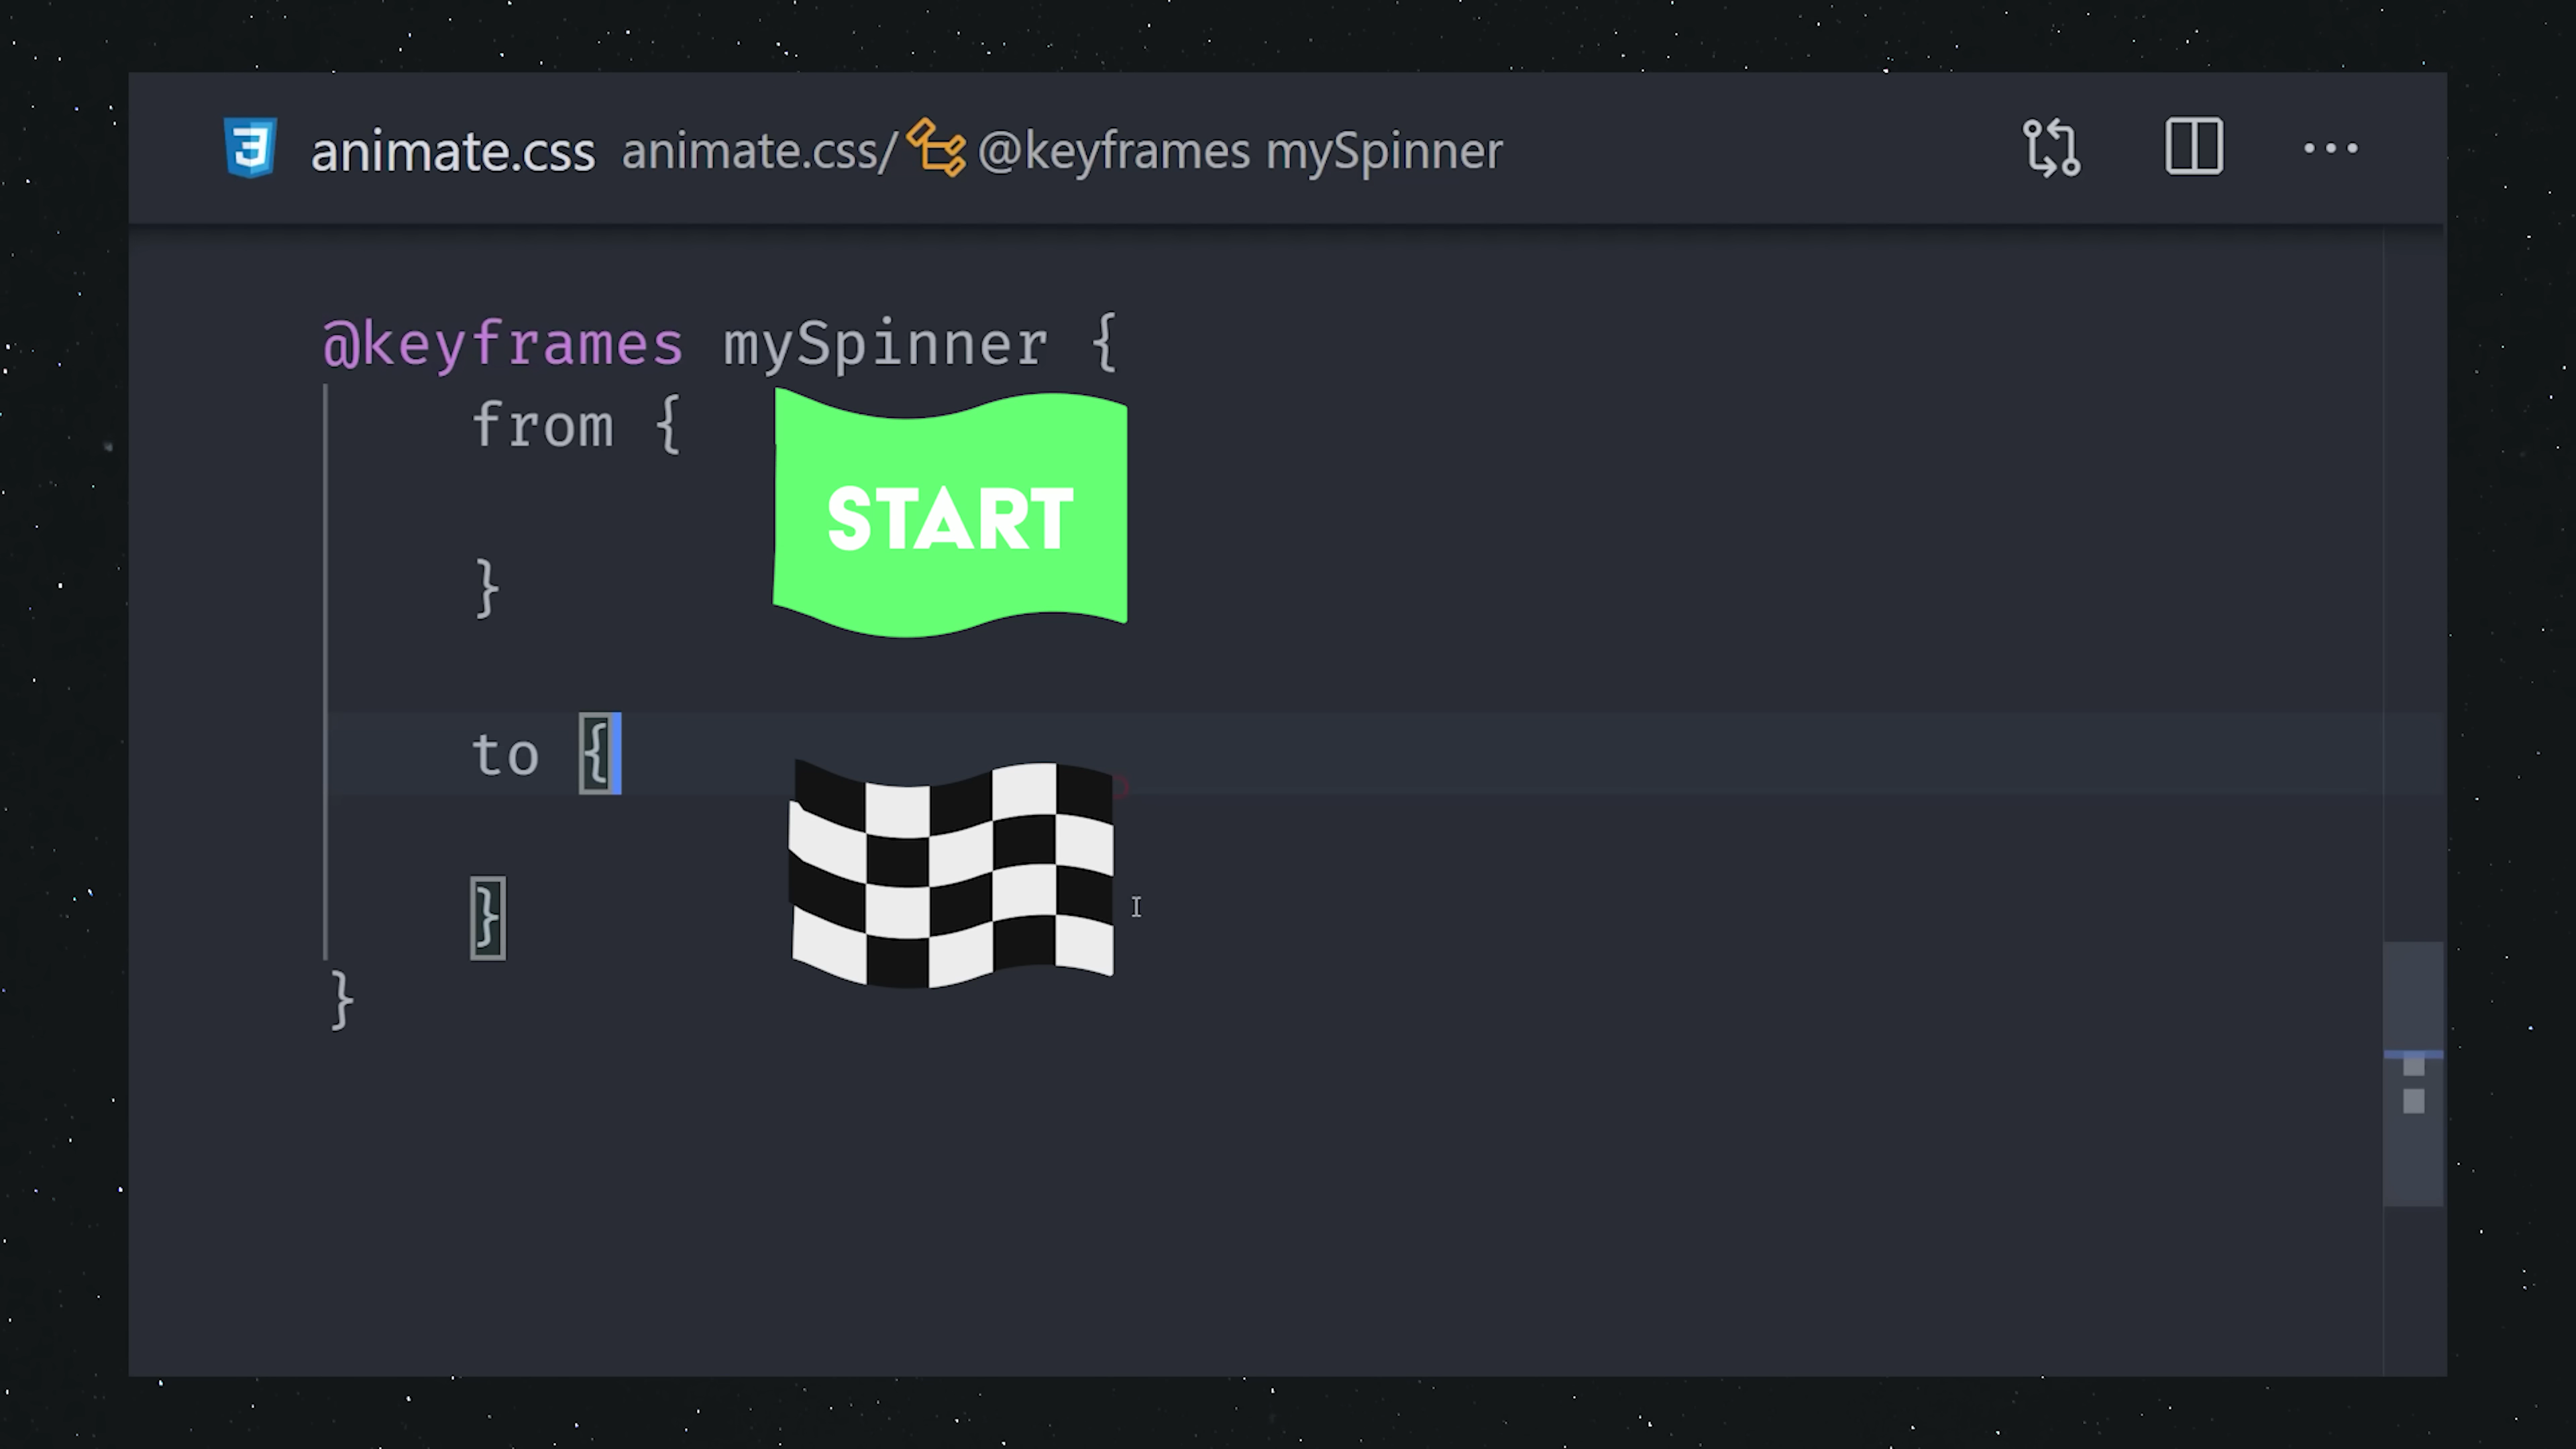 animate.css animate.css/ @keyframes mySpinner
@keyframes mySpinner {
from {
START
}
to {
}
}